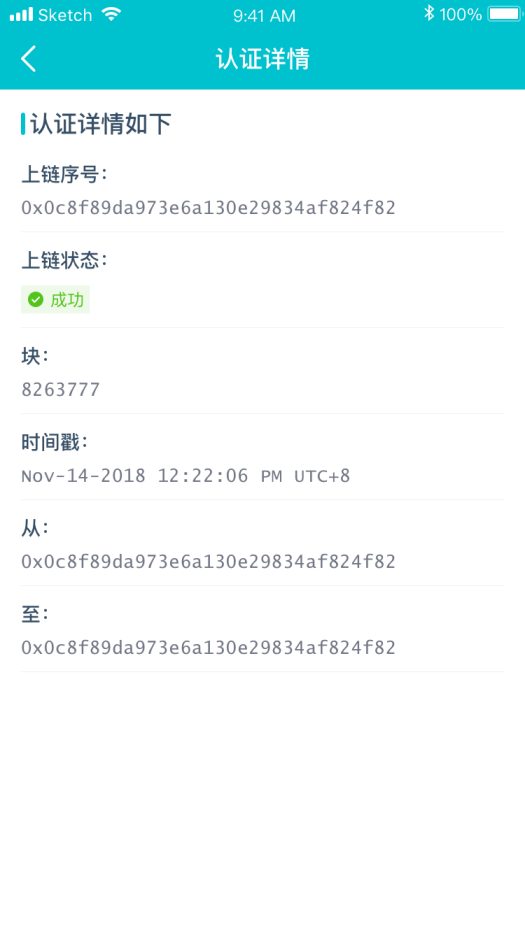 Sketch 9:41 AM 100%
认证详情
认证详情如下
上链序号：
0x0c8f89da973e6a130e29834af824f82
上链状态：
成功
块：
8263777
时间戳：
Nov-14-2018 12:22:06 PM UTC+8
从：
0x0c8f89da973e6a130e29834af824f82
至：
0x0c8f89da973e6a130e29834af824f82